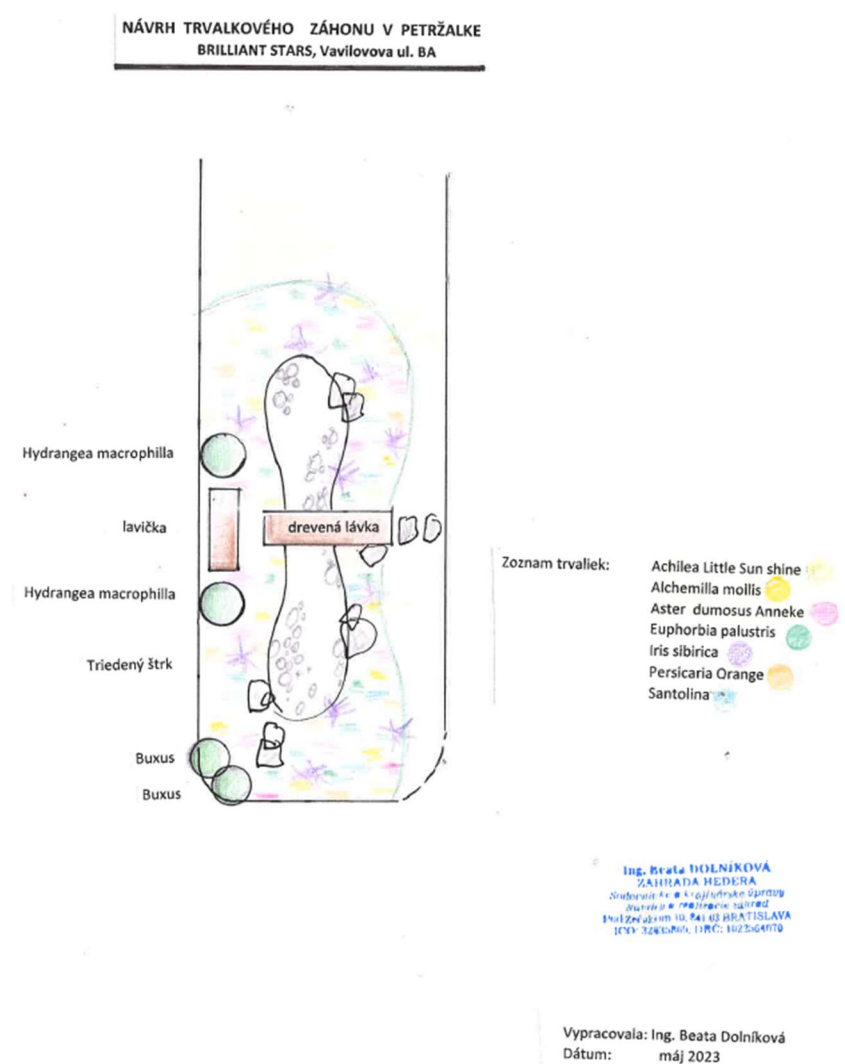 NÁVRH TRVALKOVÉHO ZÁHONU V PETRŽALKE
BRILLIANT STARS, Vavilovova ul. BA
Hydrangea macrophilla
lavička
drevená lávka
Hydrangea macrophilla
Triedený štrk
Buxus
Buxus
Zoznam trvaliek:
Achilea Little Sun shine
Alchemilla mollis
Aster dumosus Anneke
Euphorbia palustris
Iris sibirica
Persicaria Orange
Santolina
Ing. Beata DOLNÍKOVÁ
ZAHRADA HEDERA
úpravy
BRATISLAVA
Vypracovala: Ing. Beata Dolníková
Dátum: máj 2023